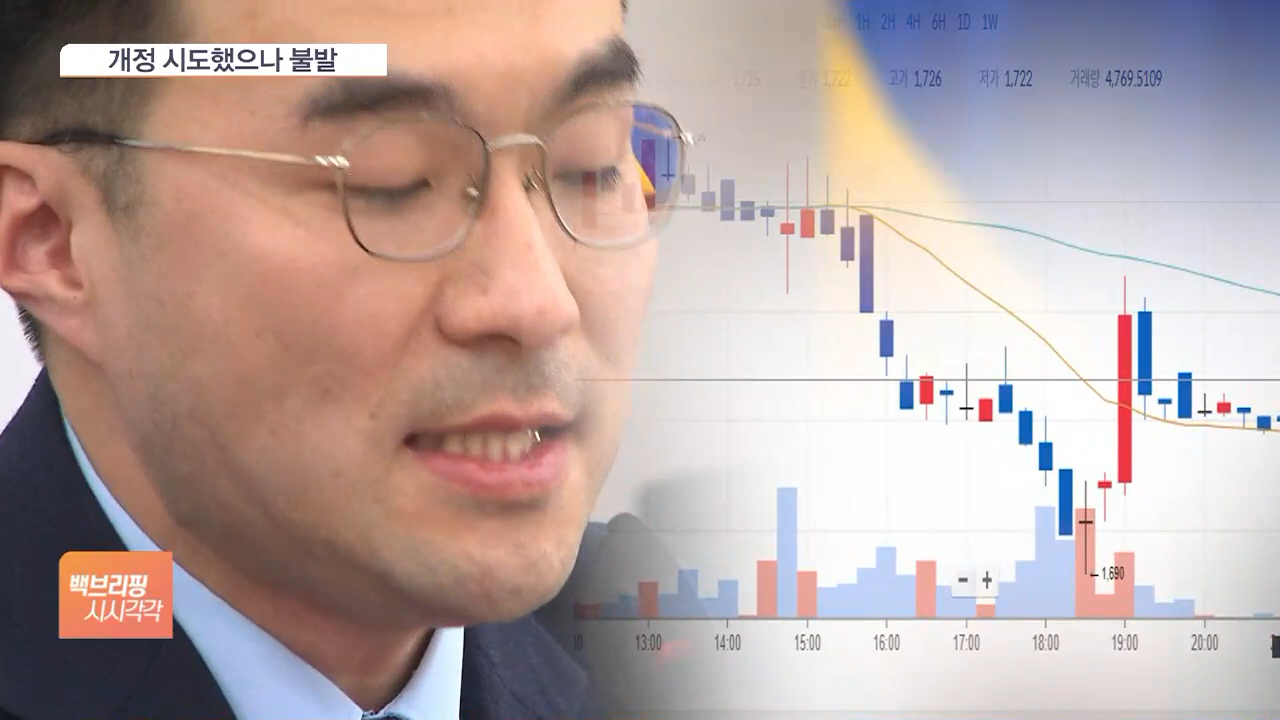 개정 시도했으나 불발
1H 2H 4H 6H 1D 1W
1,725 1,722 고가 1,726 저가 1,722 거래량 4,769.5109
←1,690
백브리핑
시시각각
- +
13:00 14:00 15:00 16:00 17:00 18:00 19:00 20:00